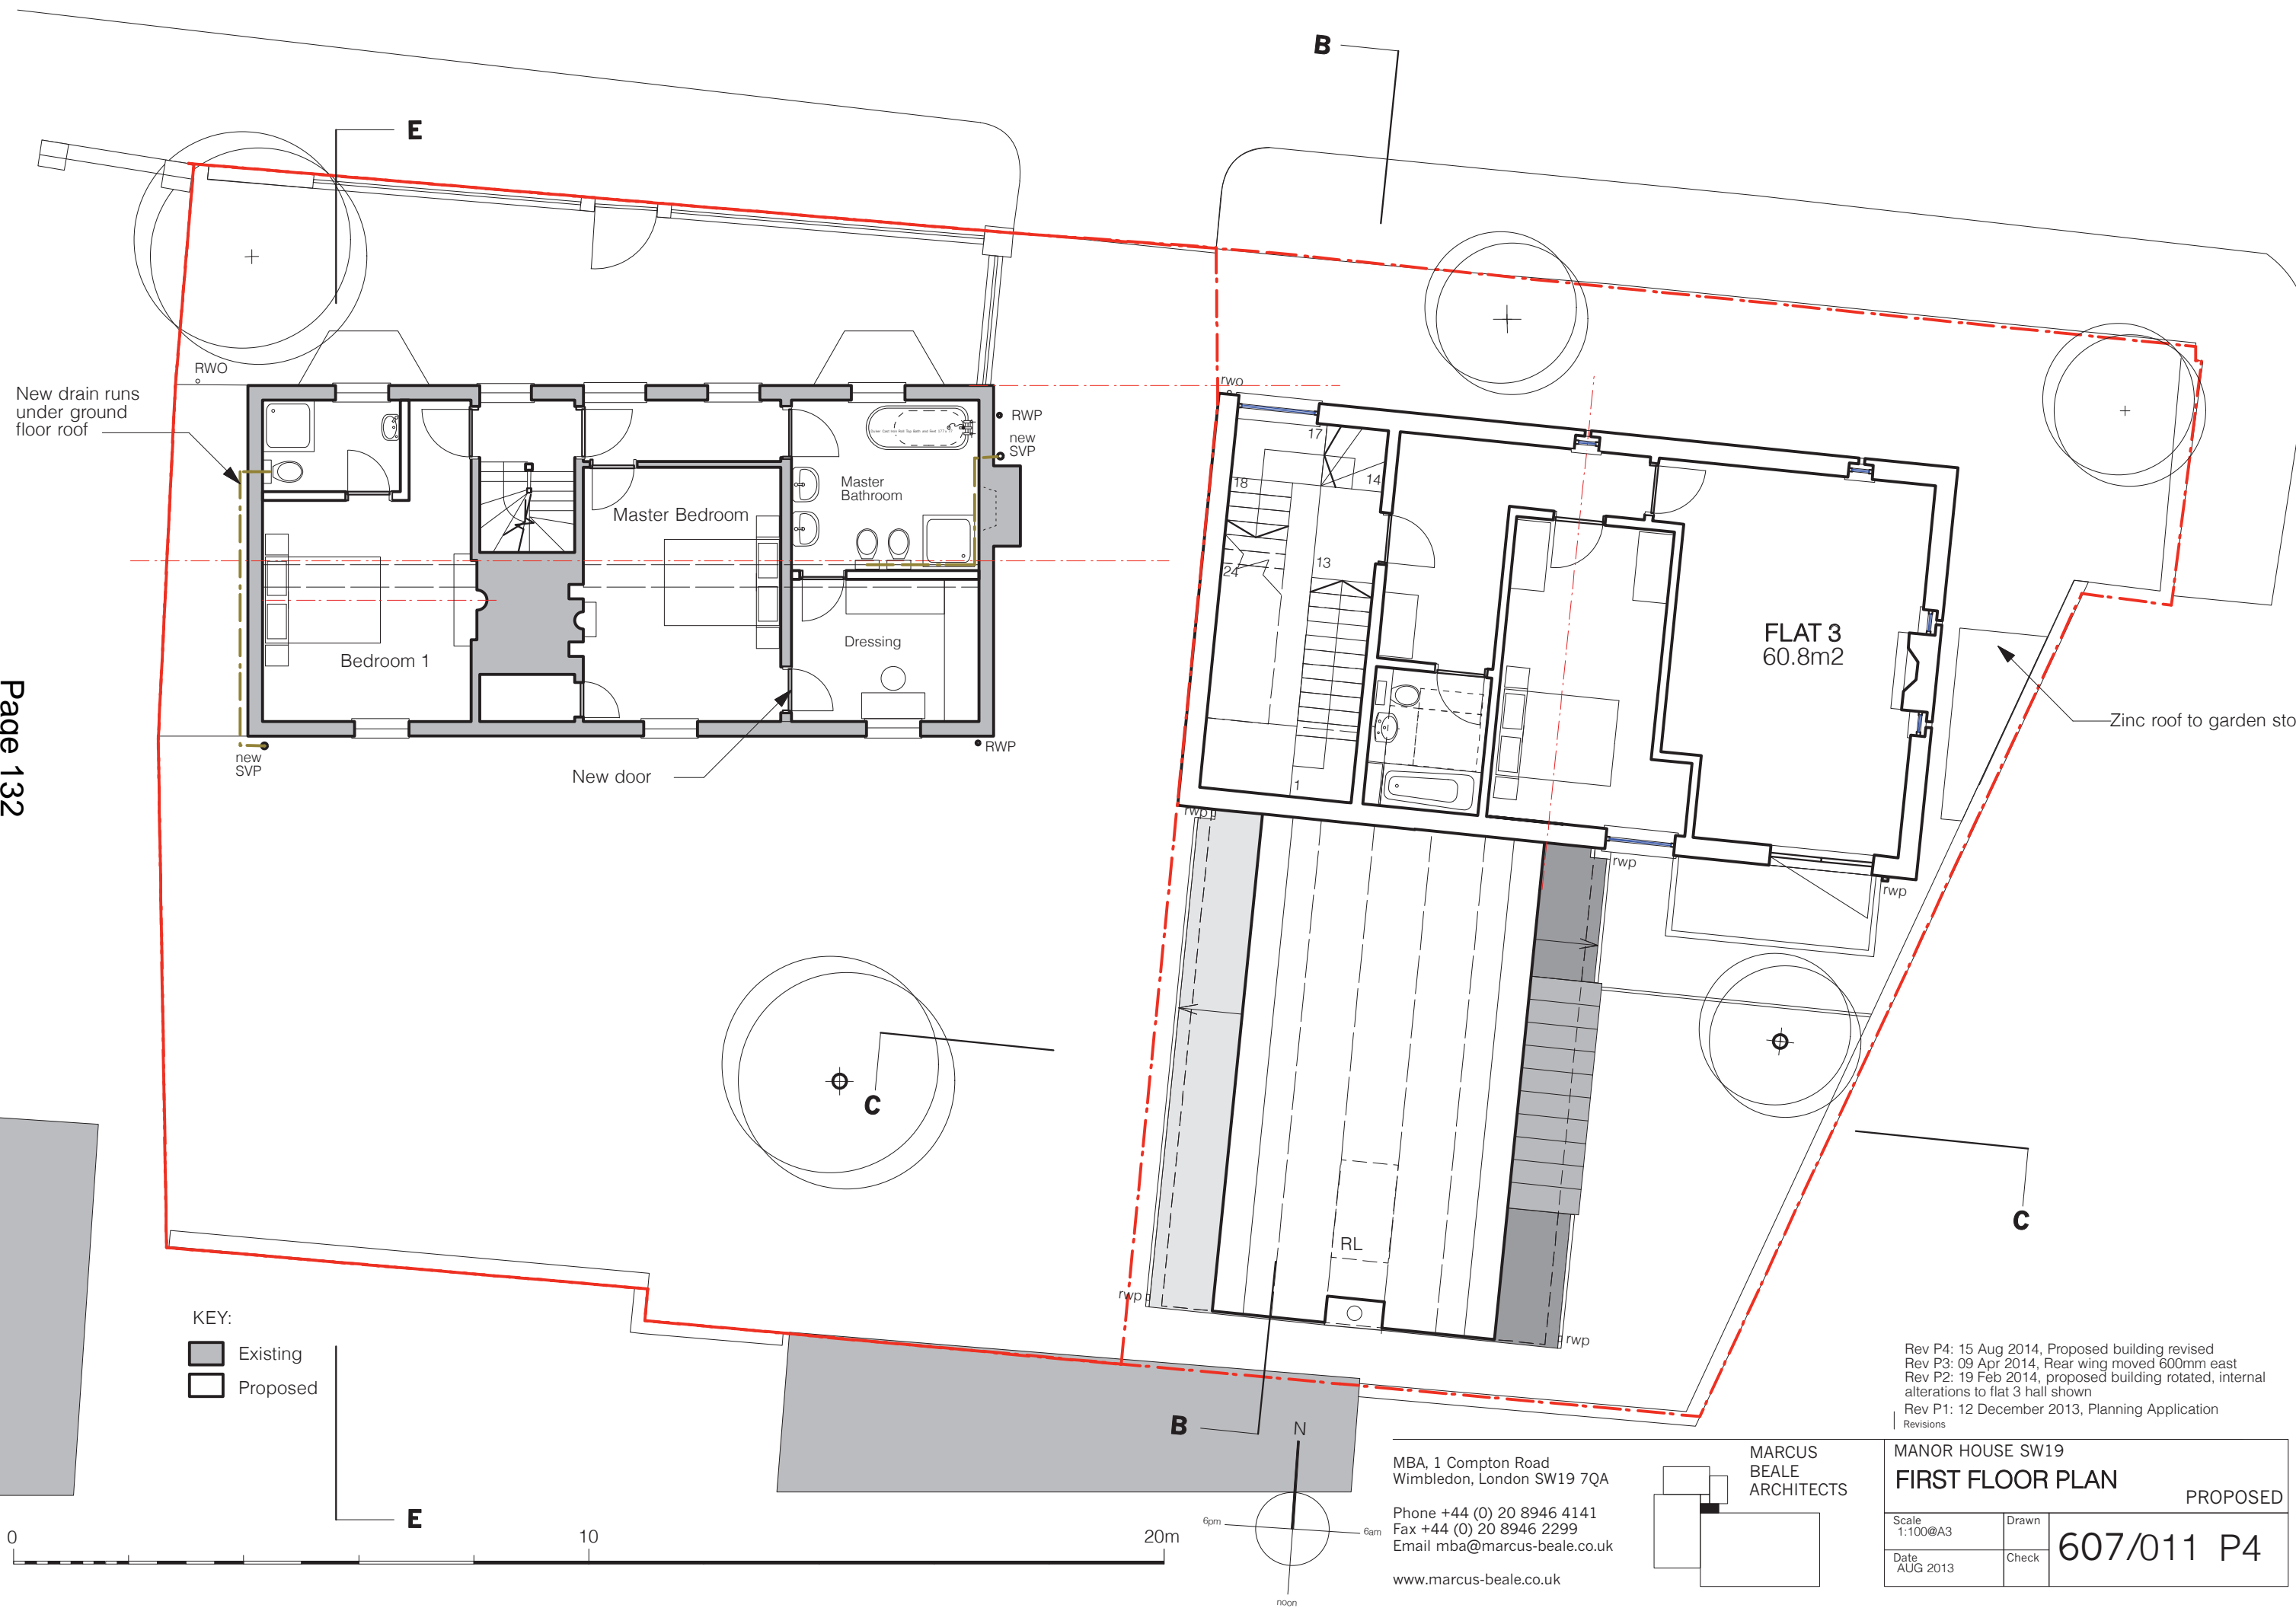 B
E
RWO
New drain runs
under ground
floor roof
RWP
new
SVP
Master
Bathroom
Master Bedroom
Bedroom 1
Dressing
new
SVP
RWP
New door
rwo
17
14
18
13
24
1
FLAT 3
60.8m2
Zinc roof to garden sto
rwp
rwp
rwp
Page 132
C
C
RL
rwp
rwp
KEY:
Existing
Proposed
E
B
0
10
20m
N
6pm
6am
noon
Rev P4: 15 Aug 2014, Proposed building revised
Rev P3: 09 Apr 2014, Rear wing moved 600mm east
Rev P2: 19 Feb 2014, proposed building rotated, internal
alterations to flat 3 hall shown
Rev P1: 12 December 2013, Planning Application
Revisions
MBA, 1 Compton Road
Wimbledon, London SW19 7QA
Phone +44 (0) 20 8946 4141
Fax +44 (0) 20 8946 2299
Email mba@marcus-beale.co.uk
www.marcus-beale.co.uk
MARCUS
BEALE
ARCHITECTS
MANOR HOUSE SW19
FIRST FLOOR PLAN
PROPOSED
Scale
1:100@A3
Drawn
Date
AUG 2013
Check
607/011 P4